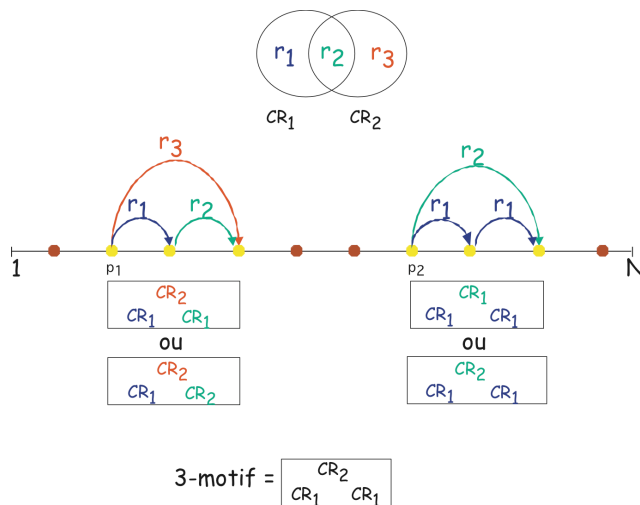 r1 r2 r3
CR1 CR2
r3 r2
r1 r2 r1 r1
1 p1 p2 N
CR2 CR1
CR1 CR1 CR1 CR1
ou ou
CR2 CR2
CR1 CR2 CR1 CR1
3-motif = CR2
CR1 CR1